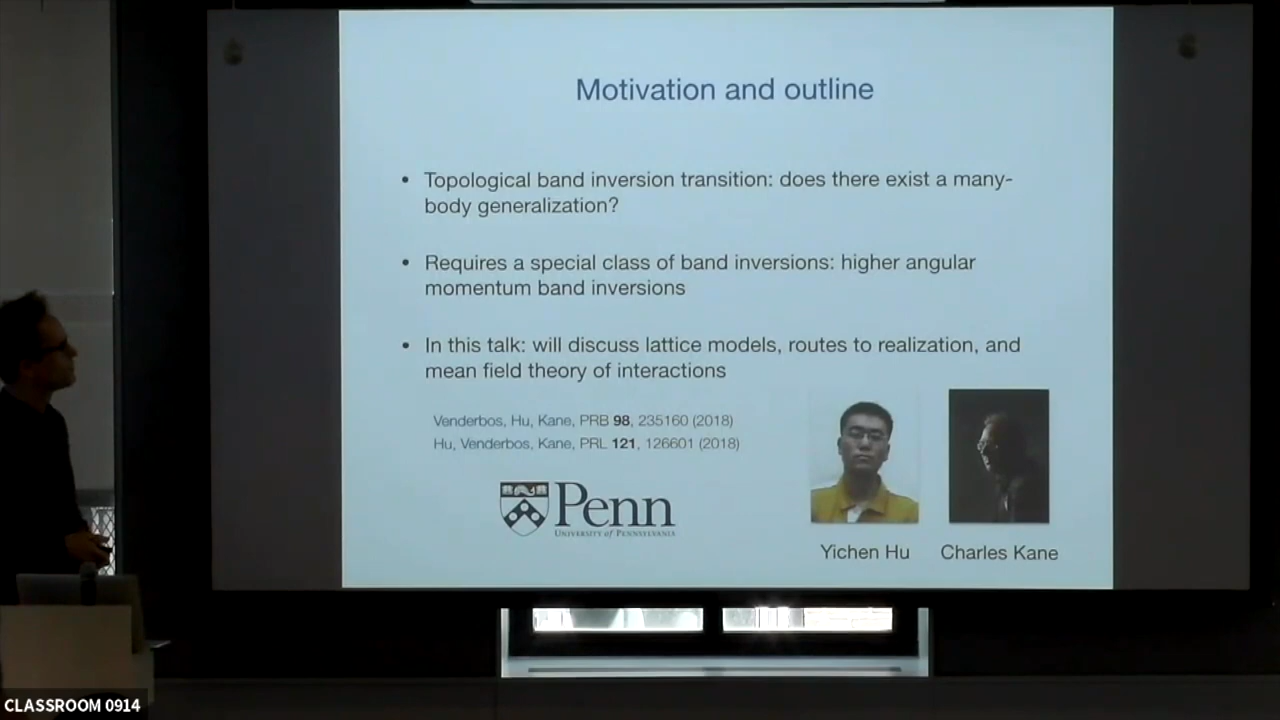 Motivation and outline
• Topological band inversion transition: does there exist a many-
body generalization?
• Requires a special class of band inversions: higher angular
momentum band inversions
• In this talk: will discuss lattice models, routes to realization, and
mean field theory of interactions
Venderbos, Hu, Kane, PRB 98, 235160 (2018)
Hu, Venderbos, Kane, PRL 121, 126601 (2018)
Penn
UNIVERSITY of PENNSYLVANIA
Yichen Hu
Charles Kane
CLASSROOM 0914